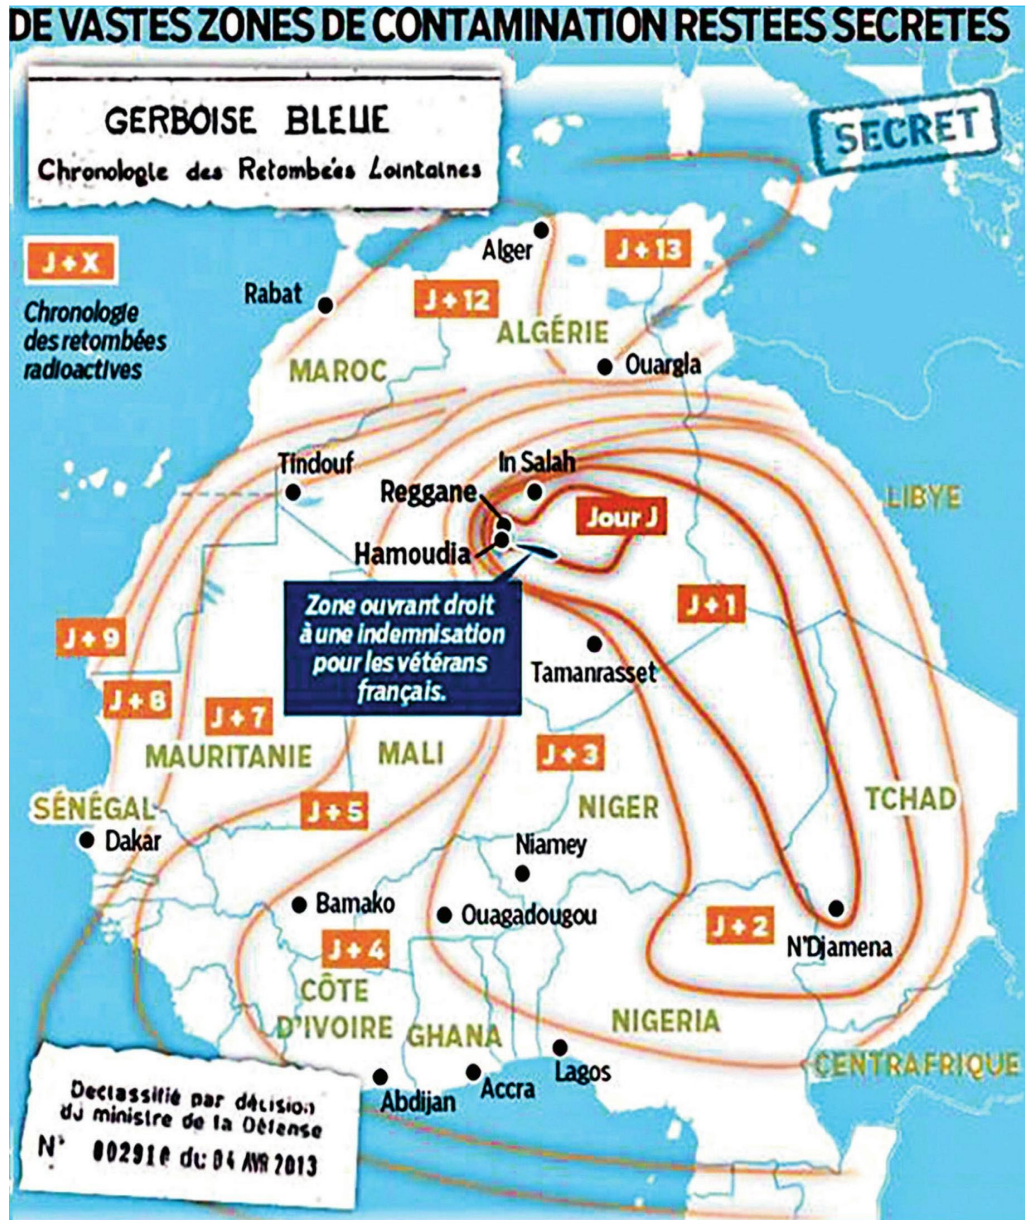 DE VASTES ZONES DE CONTAMINATION RESTÉES SECRÈTES
GERBOISE BLEUE
Chronologie des Retombées Lointaines
SECRET
J + X
Chronologie
des retombées
radioactives
Alger
J + 13
Rabat
J + 12
ALGÉRIE
MAROC
Ouargla
Tindouf
In Salah
Reggane
LIBYE
Jour J
Hamoudia
Zone ouvrant droit
à une indemnisation
pour les vétérans
français.
J + 1
J + 9
Tamanrasset
J + 8
J + 7
MAURITANIE
MALI
J + 3
SÉNÉGAL
J + 5
NIGER
TCHAD
Dakar
Niamey
Bamako
Ouagadougou
J + 2
N'Djamena
J + 4
CÔTE
D'IVOIRE
GHANA
NIGERIA
CENTRAFRIQUE
Lagos
Accra
Abdijan
Declassifié par décision
du ministre de la Défense
N° 002910 du 04 AVR 2013